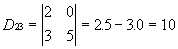 D₂₃ = |2 0; 3 5| = 2.5 − 3.0 = 10